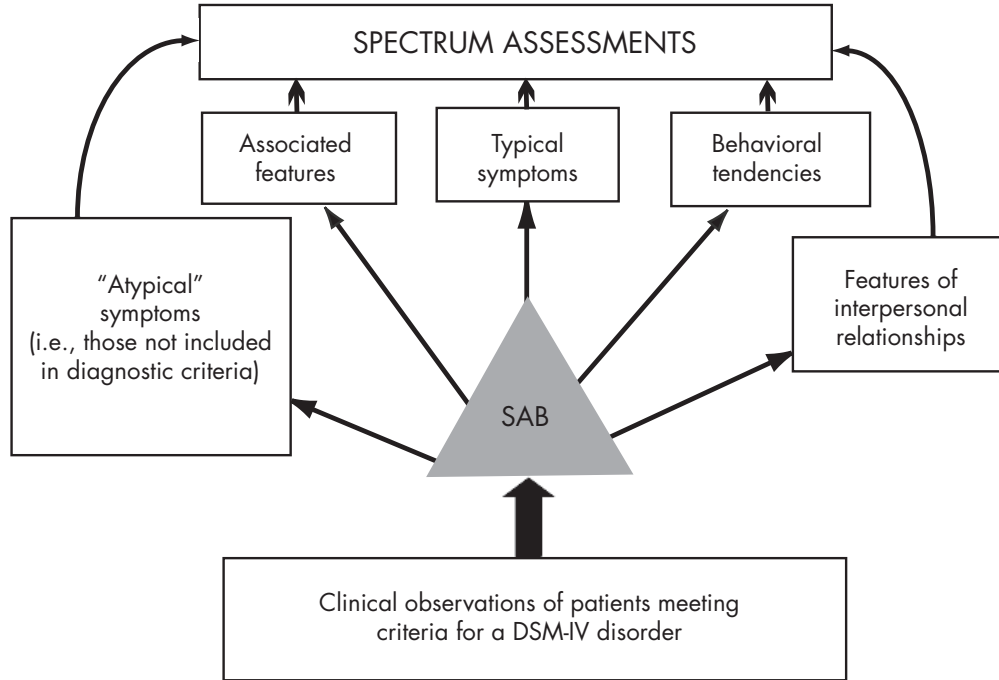 SPECTRUM ASSESSMENTS
Associated
features
Typical
symptoms
Behavioral
tendencies
“Atypical”
symptoms
(i.e., those not included
in diagnostic criteria)
Features of
interpersonal
relationships
SAB
Clinical observations of patients meeting
criteria for a DSM-IV disorder